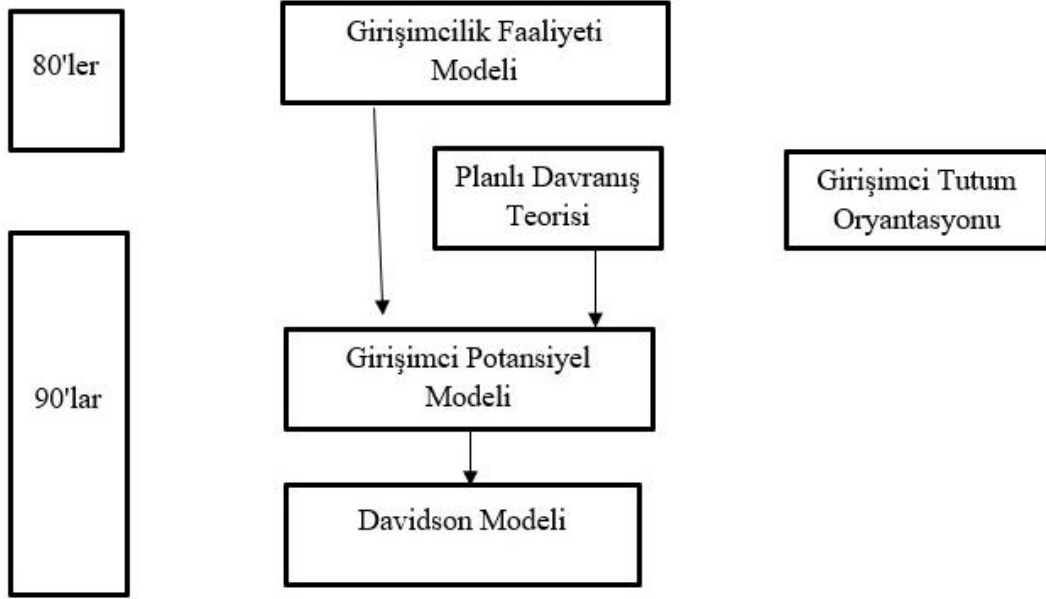 80'ler
Girişimcilik Faaliyeti
Modeli
Planlı Davranış
Teorisi
Girişimci Tutum
Oryantasyonu
90'lar
Girişimci Potansiyel
Modeli
Davidson Modeli